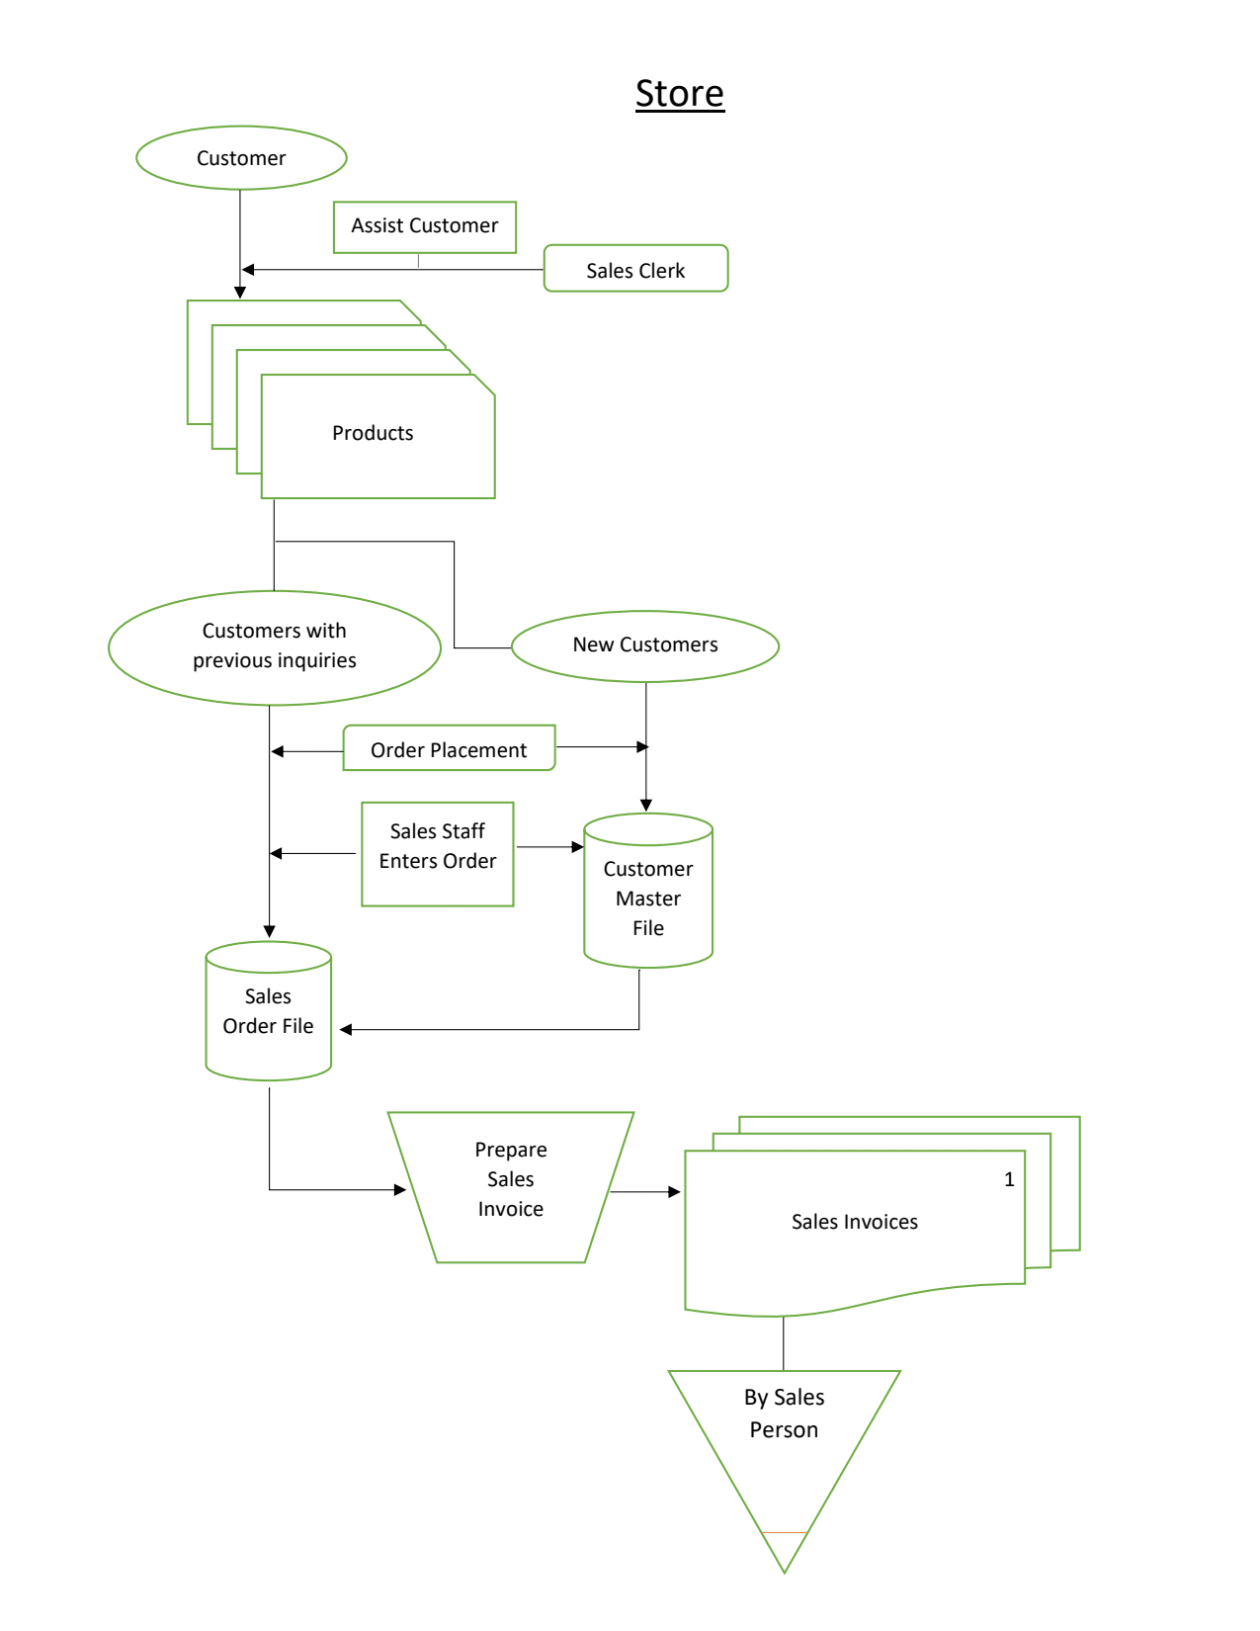 Store
Customer
Assist Customer
Sales Clerk
Products
Customers with
previous inquiries
New Customers
Order Placement
Sales Staff
Enters Order
Customer
Master
File
Sales
Order File
Prepare
Sales
Invoice
1
Sales Invoices
By Sales
Person